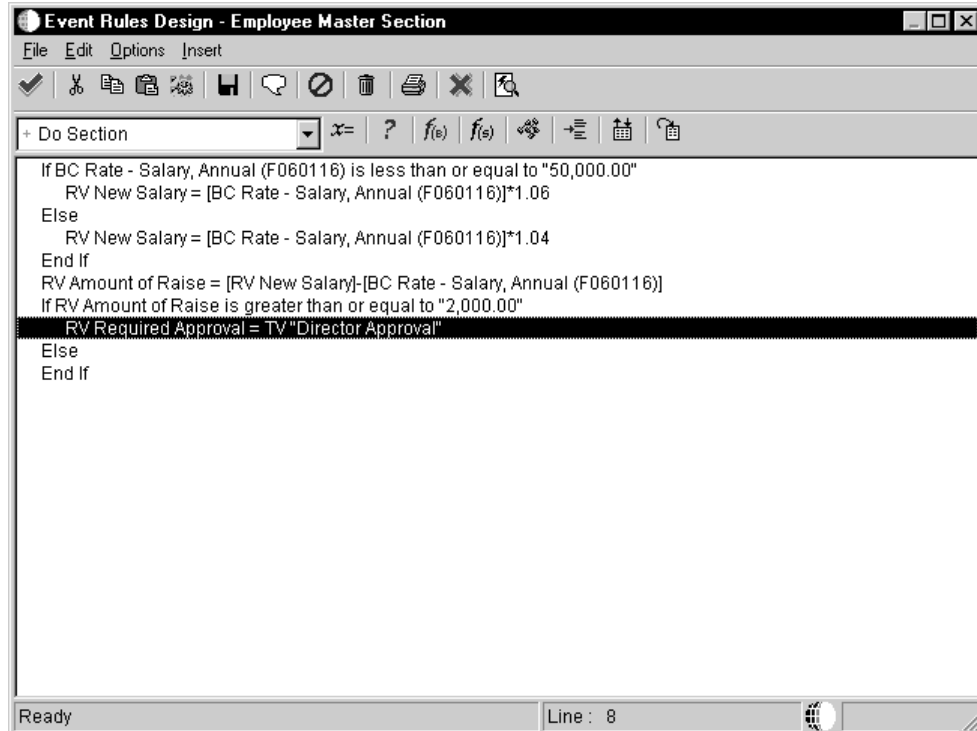 Event Rules Design - Employee Master Section
File Edit Options Insert
+ Do Section x= ? f(B) f(s)
If BC Rate - Salary, Annual (F060116) is less than or equal to "50,000.00"
RV New Salary = [BC Rate - Salary, Annual (F060116)]*1.06
Else
RV New Salary = [BC Rate - Salary, Annual (F060116)]*1.04
End If
RV Amount of Raise = [RV New Salary]-[BC Rate - Salary, Annual (F060116)]
If RV Amount of Raise is greater than or equal to "2,000.00"
RV Required Approval = TV "Director Approval"
Else
End If
Ready Line : 8